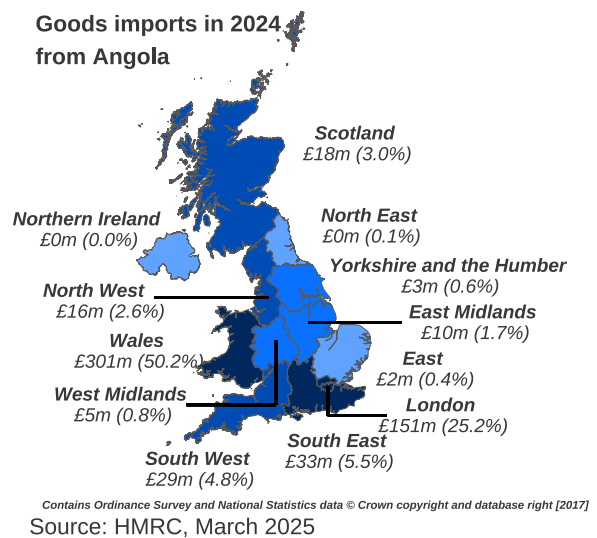 Goods imports in 2024
from Angola
Scotland
£18m (3.0%)
Northern Ireland
£0m (0.0%)
North East
£0m (0.1%)
Yorkshire and the Humber
£3m (0.6%)
North West
£16m (2.6%)
East Midlands
£10m (1.7%)
Wales
£301m (50.2%)
East
£2m (0.4%)
West Midlands
£5m (0.8%)
London
£151m (25.2%)
South East
£33m (5.5%)
South West
£29m (4.8%)
Contains Ordinance Survey and National Statistics data © Crown copyright and database right [2017]
Source: HMRC, March 2025